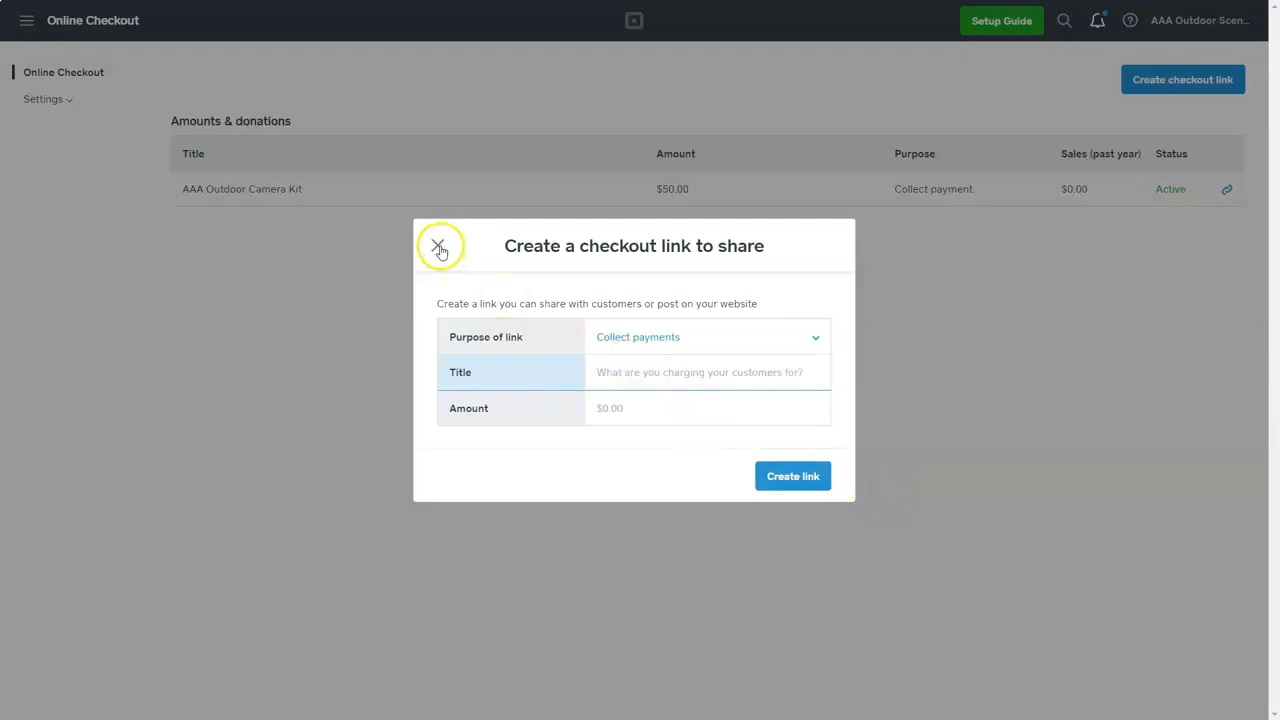 Online Checkout
Setup Guide
AAA Outdoor Scen...
Online Checkout
Settings
Create checkout link
Amounts & donations
Title Amount Purpose Sales (past year) Status
AAA Outdoor Camera Kit $50.00 Collect payment $0.00 Active
Create a checkout link to share
Create a link you can share with customers or post on your website
Purpose of link Collect payments
Title What are you charging your customers for?
Amount $0.00
Create link